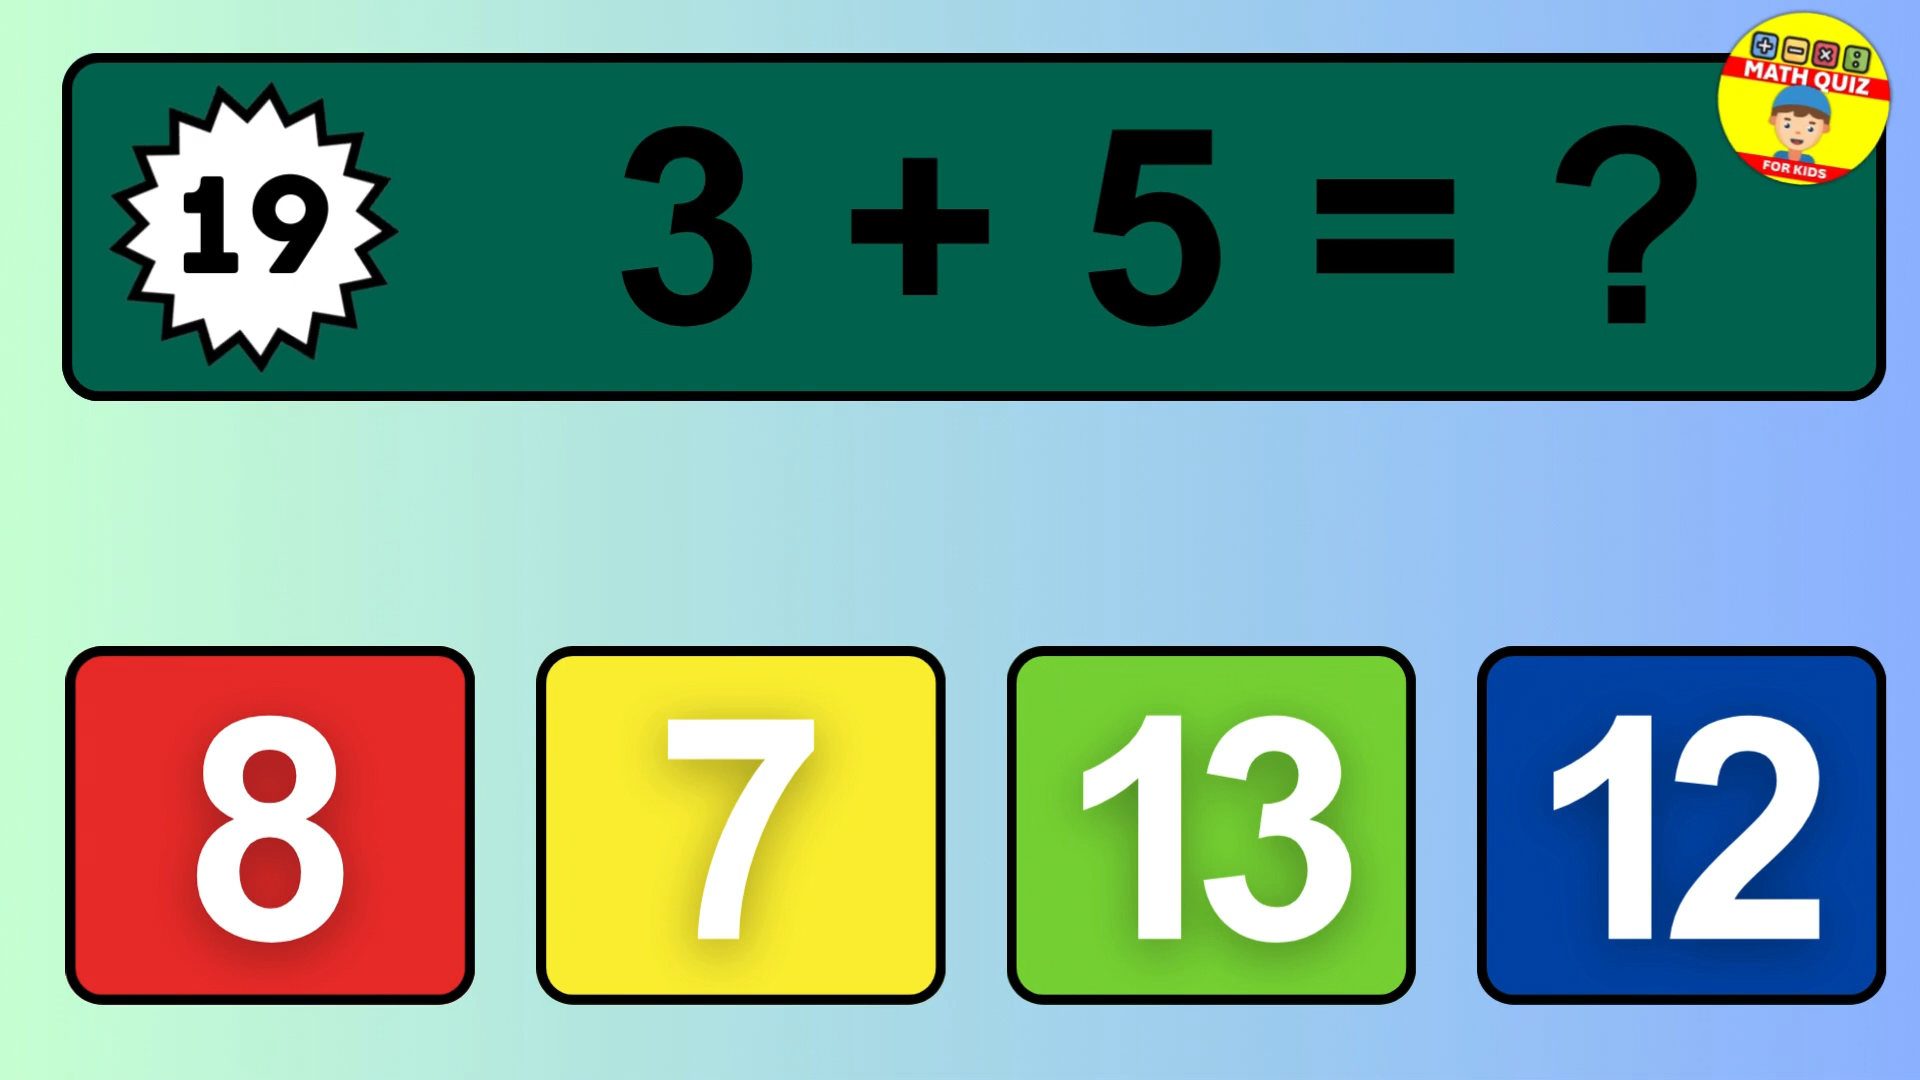 19
3 + 5 = ?
+ − × :
MATH QUIZ
FOR KIDS
8
7
13
12